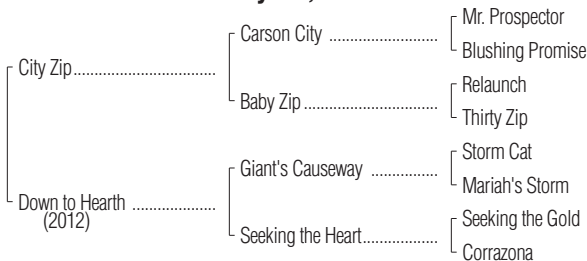 Mr. Prospector
Carson City ....................
Blushing Promise
City Zip..........................
Relaunch
Baby Zip ........................
Thirty Zip
Storm Cat
Giant's Causeway ............
Mariah's Storm
Down to Hearth ................
(2012)
Seeking the Gold
Seeking the Heart..............
Corrazona